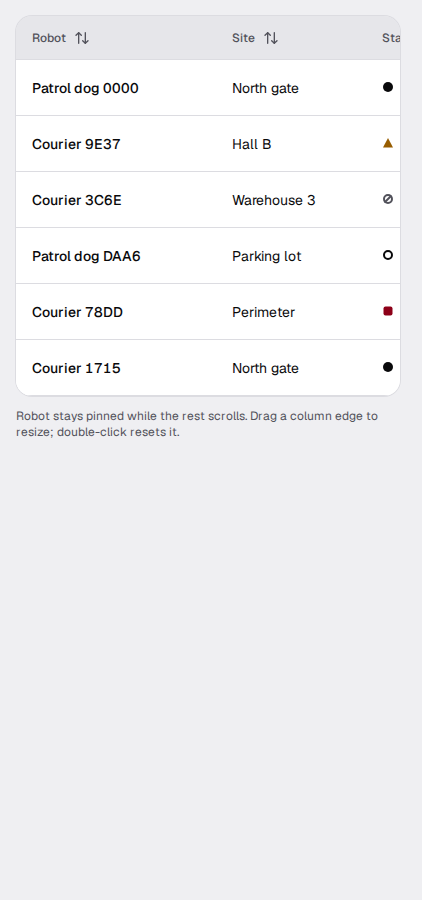 Robot Site Sta
Patrol dog 0000 North gate
Courier 9E37 Hall B
Courier 3C6E Warehouse 3
Patrol dog DAA6 Parking lot
Courier 78DD Perimeter
Courier 1715 North gate
Robot stays pinned while the rest scrolls. Drag a column edge to
resize; double-click resets it.